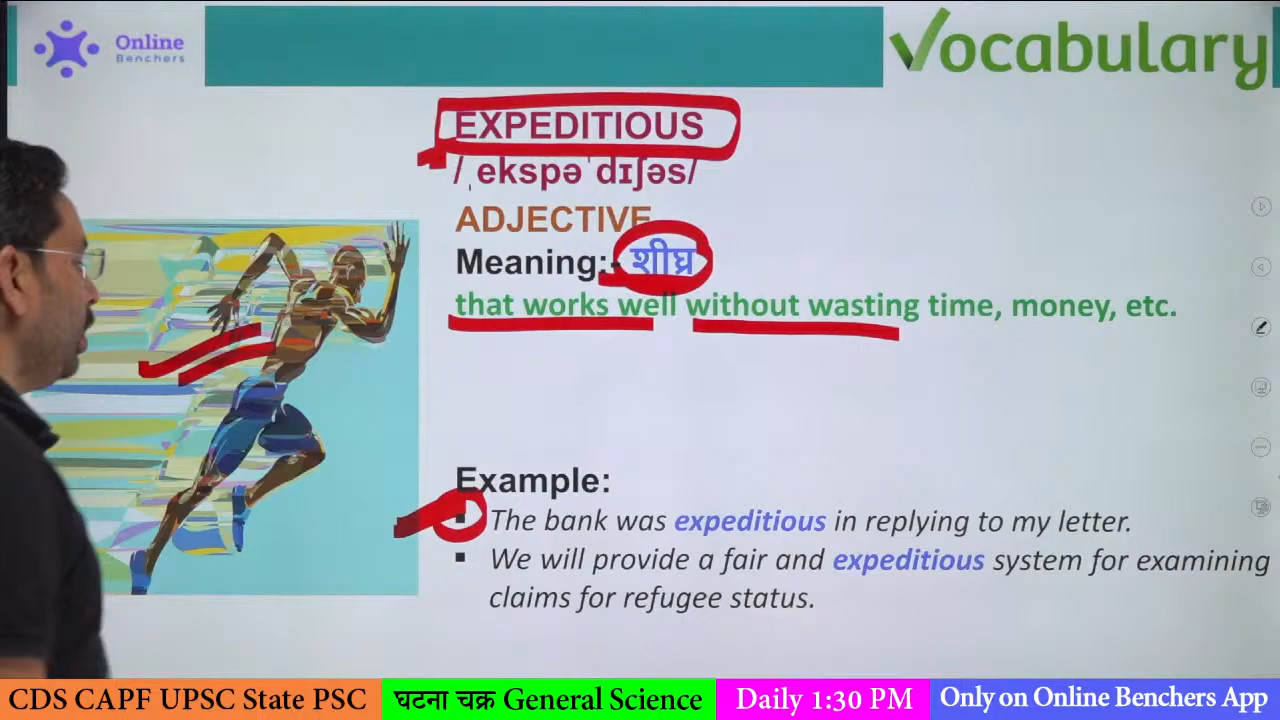 Online
Benchers
Vocabulary
EXPEDITIOUS
/ˌekspəˈdɪʃəs/
ADJECTIVE
Meaning:- शीघ्र
that works well without wasting time, money, etc.
Example:
▪ The bank was expeditious in replying to my letter.
▪ We will provide a fair and expeditious system for examining
claims for refugee status.
CDS CAPF UPSC State PSC घटना चक्र General Science Daily 1:30 PM Only on Online Benchers App